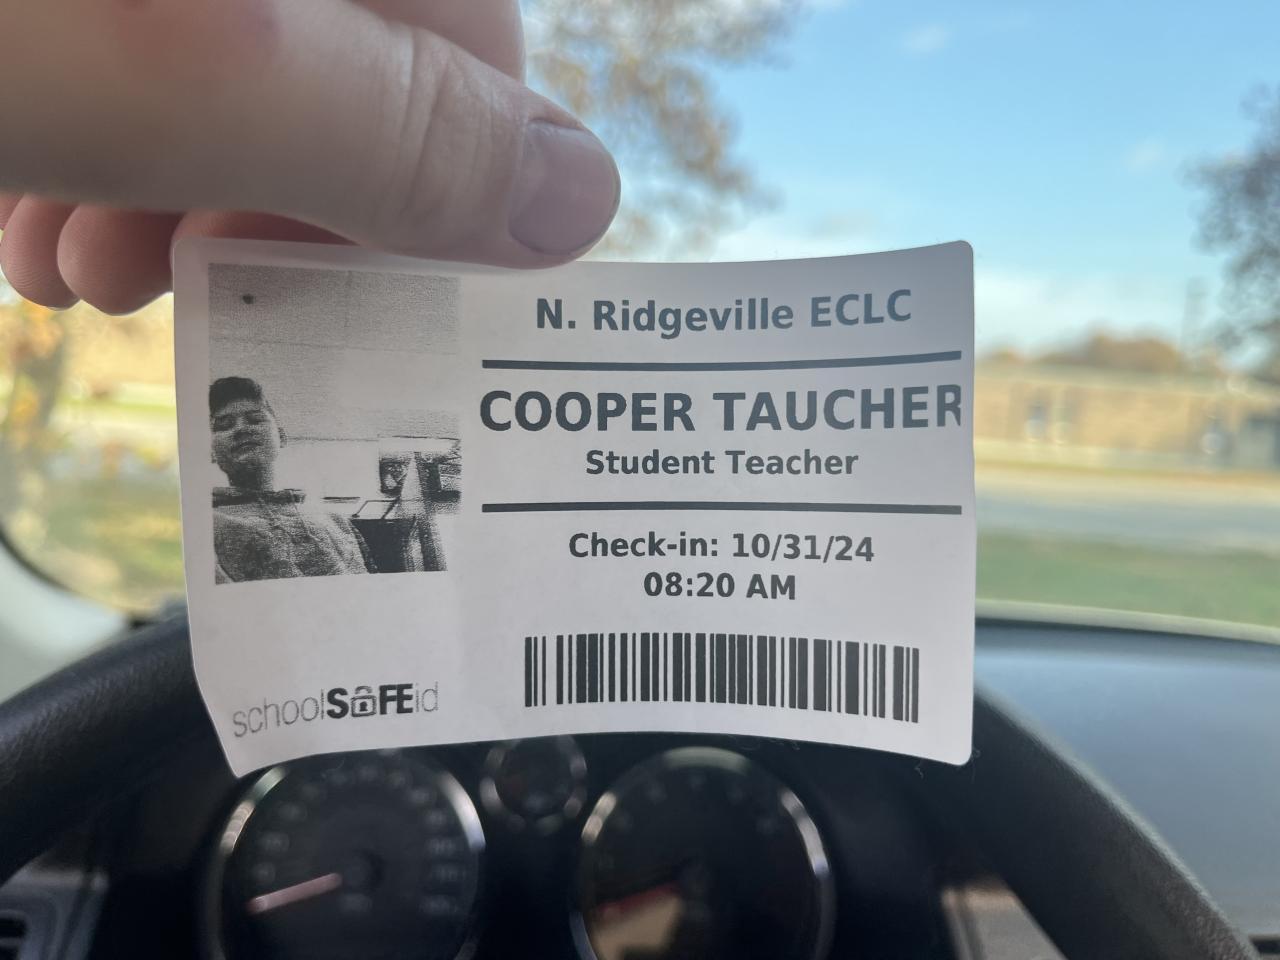 N. Ridgeville ECLC
COOPER TAUCHER
Student Teacher
Check-in: 10/31/24
08:20 AM
schoolSAFEid